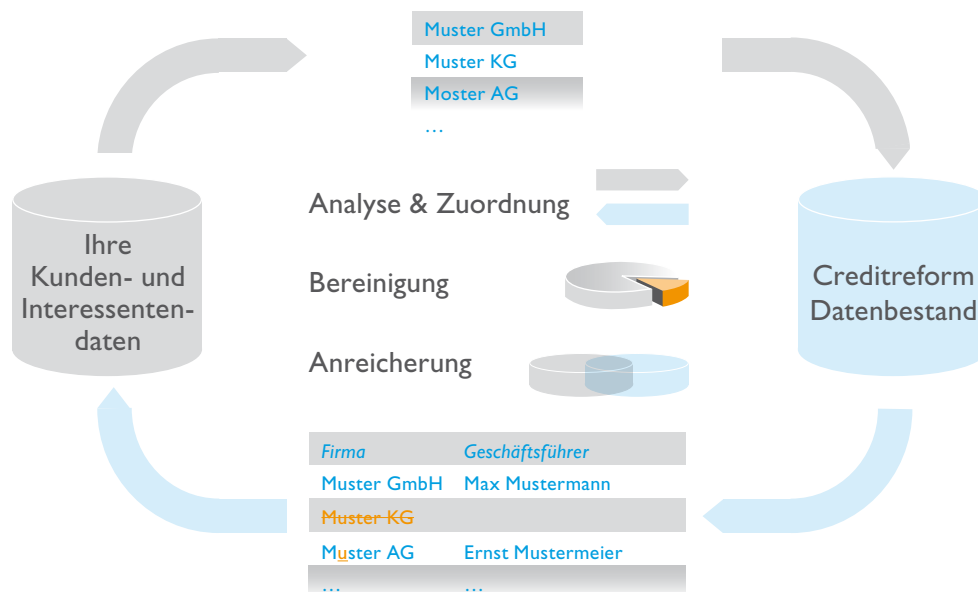 Muster GmbH
Muster KG
Moster AG
…
Ihre
Kunden- und
Interessenten-
daten
Analyse & Zuordnung
Bereinigung
Anreicherung
Creditreform
Datenbestand
Firma Geschäftsführer
Muster GmbH Max Mustermann
Muster KG
Muster AG Ernst Mustermeier
… …